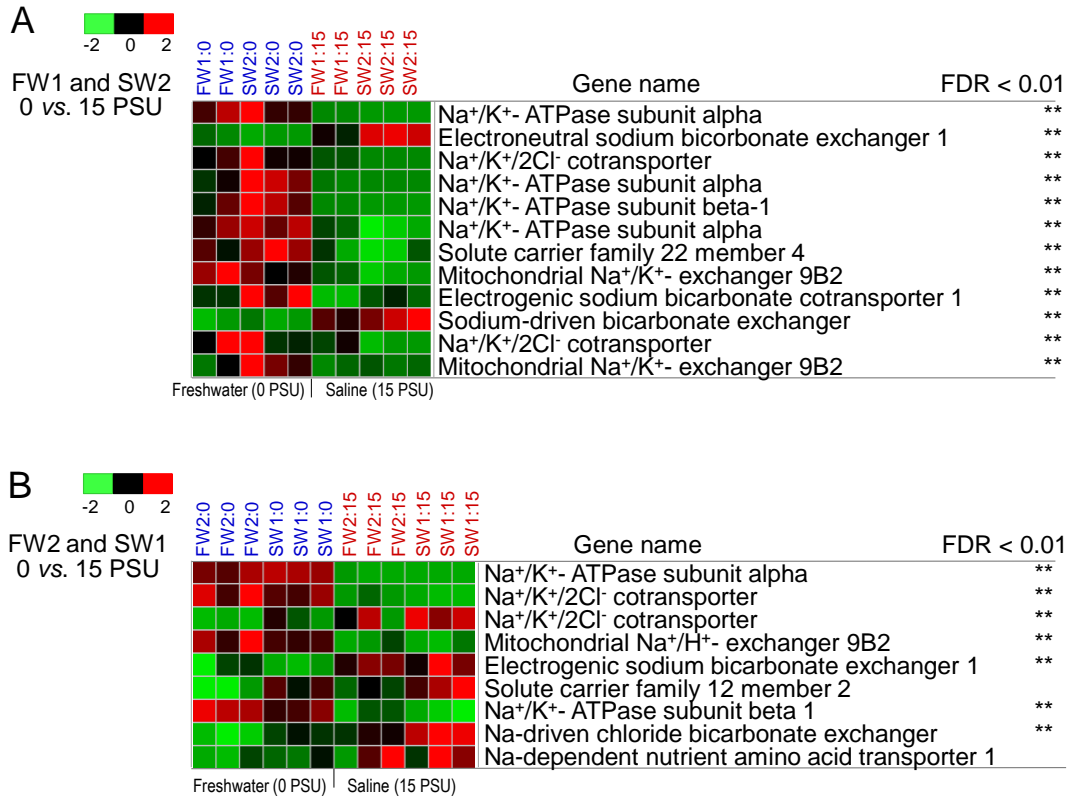 A
-2 0 2
FW1 and SW2
0 vs. 15 PSU
FW1:0 FW1:0 SW2:0 SW2:0 SW2:0 FW1:15 FW1:15 SW2:15 SW2:15 SW2:15
Gene name FDR < 0.01
Na⁺/K⁺- ATPase subunit alpha **
Electroneutral sodium bicorbonate exchanger 1 **
Na⁺/K⁺/2Cl⁻ cotransporter **
Na⁺/K⁺- ATPase subunit alpha **
Na⁺/K⁺- ATPase subunit beta-1 **
Na⁺/K⁺- ATPase subunit alpha **
Solute carrier family 22 member 4 **
Mitochondrial Na⁺/K⁺- exchanger 9B2 **
Electrogenic sodium bicarbonate cotransporter 1 **
Sodium-driven bicarbonate exchanger **
Na⁺/K⁺/2Cl⁻ cotransporter **
Mitochondrial Na⁺/K⁺- exchanger 9B2 **
Freshwater (0 PSU) Saline (15 PSU)
B
-2 0 2
FW2 and SW1
0 vs. 15 PSU
FW2:0 FW2:0 FW2:0 SW1:0 SW1:0 SW1:0 FW2:15 FW2:15 FW2:15 SW1:15 SW1:15 SW1:15
Gene name FDR < 0.01
Na⁺/K⁺- ATPase subunit alpha **
Na⁺/K⁺/2Cl⁻ cotransporter **
Na⁺/K⁺/2Cl⁻ cotransporter **
Mitochondrial Na⁺/H⁺- exchanger 9B2 **
Electrogenic sodium bicarbonate exchanger 1 **
Solute carrier family 12 member 2
Na⁺/K⁺- ATPase subunit beta 1 **
Na-driven chloride bicarbonate exchanger **
Na-dependent nutrient amino acid transporter 1
Freshwater (0 PSU) Saline (15 PSU)